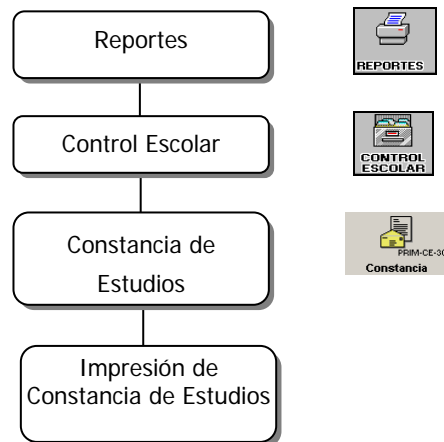 Reportes
REPORTES
Control Escolar
CONTROL
ESCOLAR
Constancia de
Estudios
PRIM-CE-30
Constancia
Impresión de
Constancia de Estudios